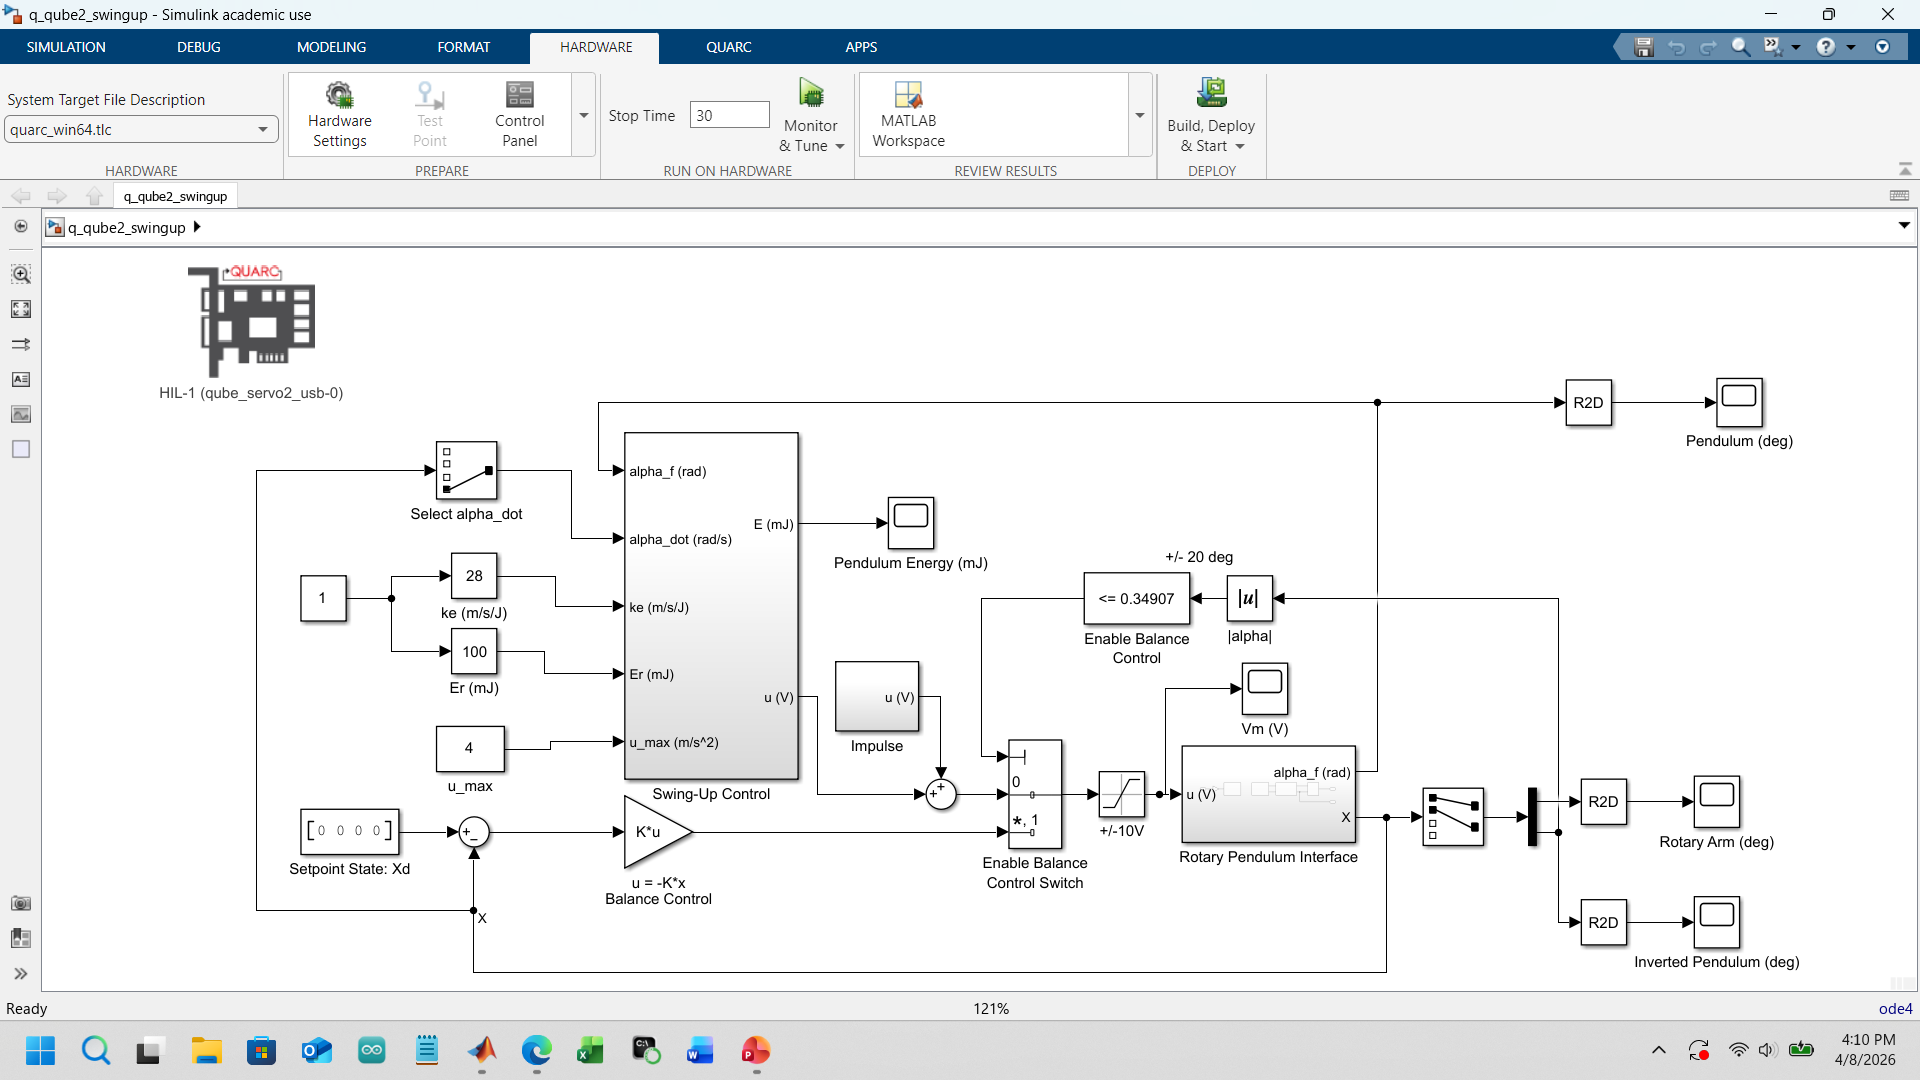 q_qube2_swingup - Simulink academic use
SIMULATION DEBUG MODELING FORMAT HARDWARE QUARC APPS
System Target File Description
quarc_win64.tlc
HARDWARE
Hardware
Settings
Test
Point
Control
Panel
PREPARE
Stop Time 30
Monitor
& Tune
RUN ON HARDWARE
MATLAB
Workspace
REVIEW RESULTS
Build, Deploy
& Start
DEPLOY
q_qube2_swingup
q_qube2_swingup
QUARC
HIL-1 (qube_servo2_usb-0)
R2D
Pendulum (deg)
Select alpha_dot
alpha_f (rad)
alpha_dot (rad/s)
ke (m/s/J)
Er (mJ)
u_max (m/s^2)
E (mJ)
u (V)
Swing-Up Control
Pendulum Energy (mJ)
1
28
ke (m/s/J)
100
Er (mJ)
4
u_max
+/- 20 deg
<= 0.34907
Enable Balance
Control
|u|
|alpha|
u (V)
Impulse
Vm (V)
0
*, 1
Enable Balance
Control Switch
+/-10V
alpha_f (rad)
u (V)
X
Rotary Pendulum Interface
R2D
Rotary Arm (deg)
[0 0 0 0]
Setpoint State: Xd
K*u
u = -K*x
Balance Control
X
R2D
Inverted Pendulum (deg)
Ready
121%
ode4
4:10 PM
4/8/2026